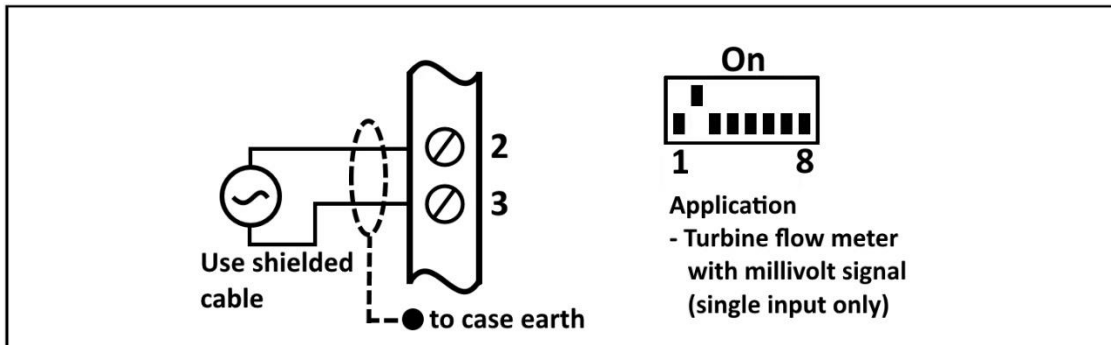 On
1 8
2
3
Use shielded
cable
to case earth
Application
- Turbine flow meter
with millivolt signal
(single input only)